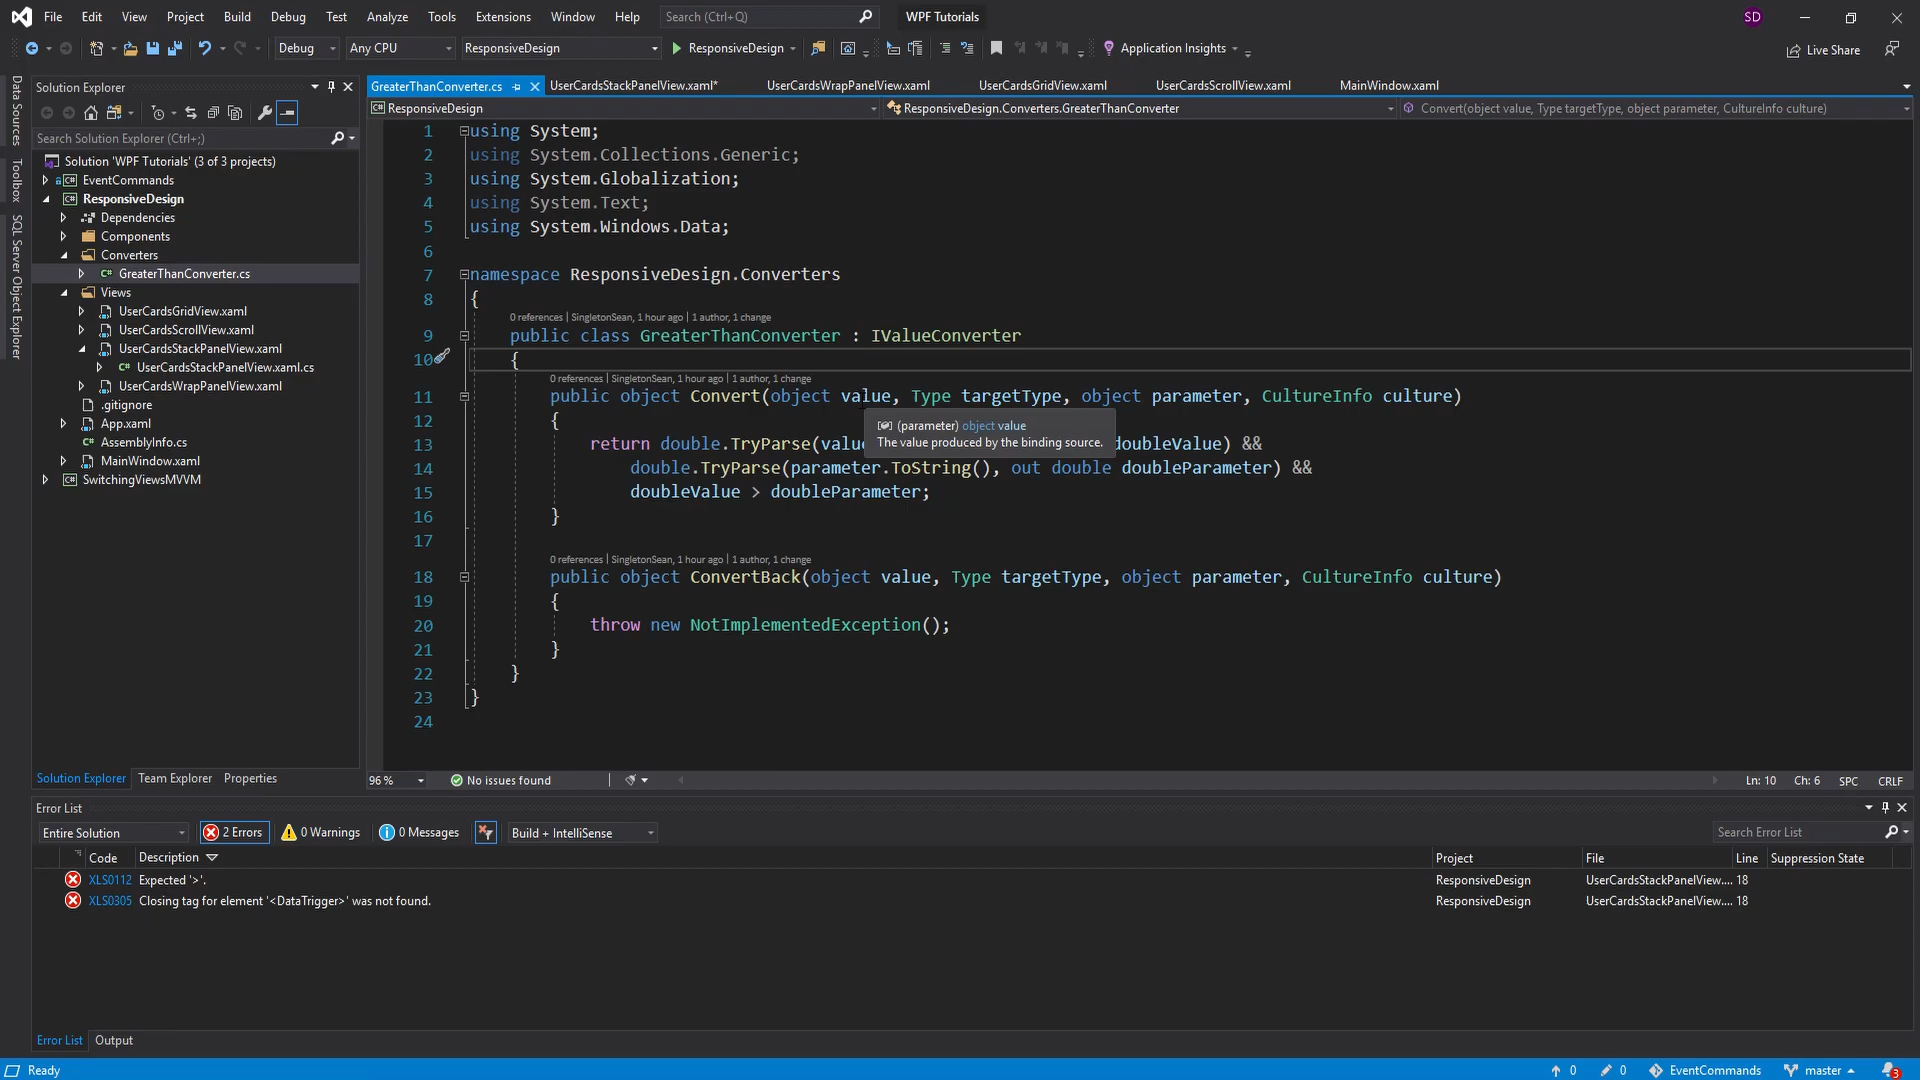 File Edit View Project Build Debug Test Analyze Tools Extensions Window Help Search (Ctrl+Q) WPF Tutorials SD
Debug Any CPU ResponsiveDesign ResponsiveDesign Application Insights Live Share
Data Sources
Toolbox
SQL Server Object Explorer
Solution Explorer
Search Solution Explorer (Ctrl+;)
Solution 'WPF Tutorials' (3 of 3 projects)
EventCommands
ResponsiveDesign
Dependencies
Components
Converters
GreaterThanConverter.cs
Views
UserCardsGridView.xaml
UserCardsScrollView.xaml
UserCardsStackPanelView.xaml
UserCardsStackPanelView.xaml.cs
UserCardsWrapPanelView.xaml
.gitignore
App.xaml
AssemblyInfo.cs
MainWindow.xaml
SwitchingViewsMVVM
Solution Explorer Team Explorer Properties
GreaterThanConverter.cs UserCardsStackPanelView.xaml* UserCardsWrapPanelView.xaml UserCardsGridView.xaml UserCardsScrollView.xaml MainWindow.xaml
ResponsiveDesign ResponsiveDesign.Converters.GreaterThanConverter Convert(object value, Type targetType, object parameter, CultureInfo culture)
1 using System;
2 using System.Collections.Generic;
3 using System.Globalization;
4 using System.Text;
5 using System.Windows.Data;
6
7 namespace ResponsiveDesign.Converters
8 {
0 references | SingletonSean, 1 hour ago | 1 author, 1 change
9 public class GreaterThanConverter : IValueConverter
10 {
0 references | SingletonSean, 1 hour ago | 1 author, 1 change
11 public object Convert(object value, Type targetType, object parameter, CultureInfo culture)
12 {
(parameter) object value
The value produced by the binding source.
13 return double.TryParse(value doubleValue) &&
14 double.TryParse(parameter.ToString(), out double doubleParameter) &&
15 doubleValue > doubleParameter;
16 }
17
0 references | SingletonSean, 1 hour ago | 1 author, 1 change
18 public object ConvertBack(object value, Type targetType, object parameter, CultureInfo culture)
19 {
20 throw new NotImplementedException();
21 }
22 }
23 }
24
96 % No issues found Ln: 10 Ch: 6 SPC CRLF
Error List
Entire Solution 2 Errors 0 Warnings 0 Messages Build + IntelliSense Search Error List
Code Description Project File Line Suppression State
XLS0112 Expected '>'. ResponsiveDesign UserCardsStackPanelView.... 18
XLS0305 Closing tag for element '<DataTrigger>' was not found. ResponsiveDesign UserCardsStackPanelView.... 18
Error List Output
Ready 0 0 EventCommands master 3